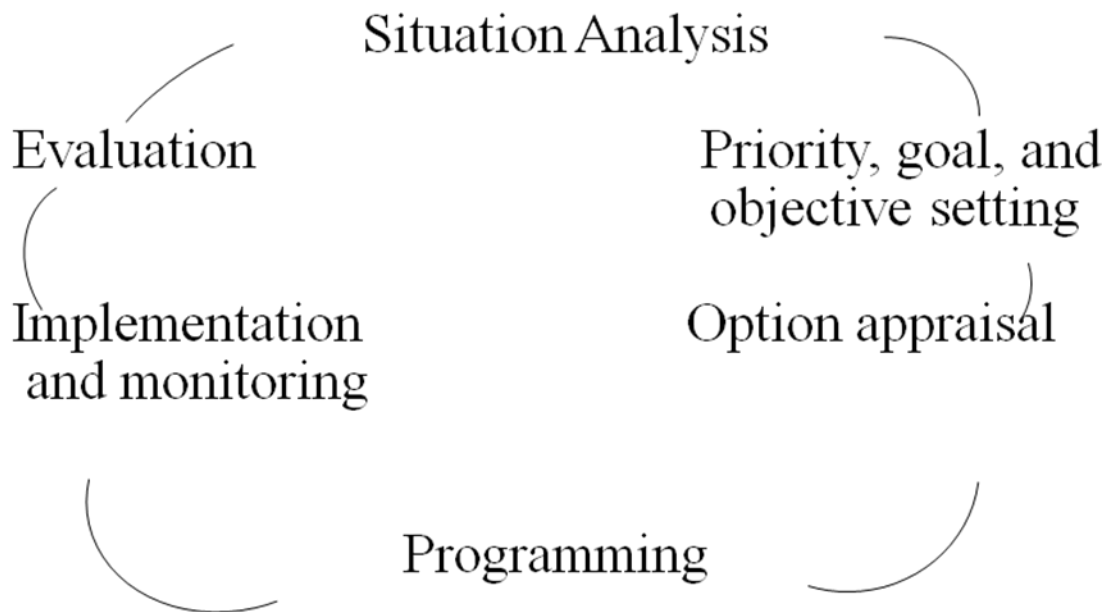 Situation Analysis
Evaluation
Priority, goal, and
objective setting
Implementation
and monitoring
Option appraisal
Programming